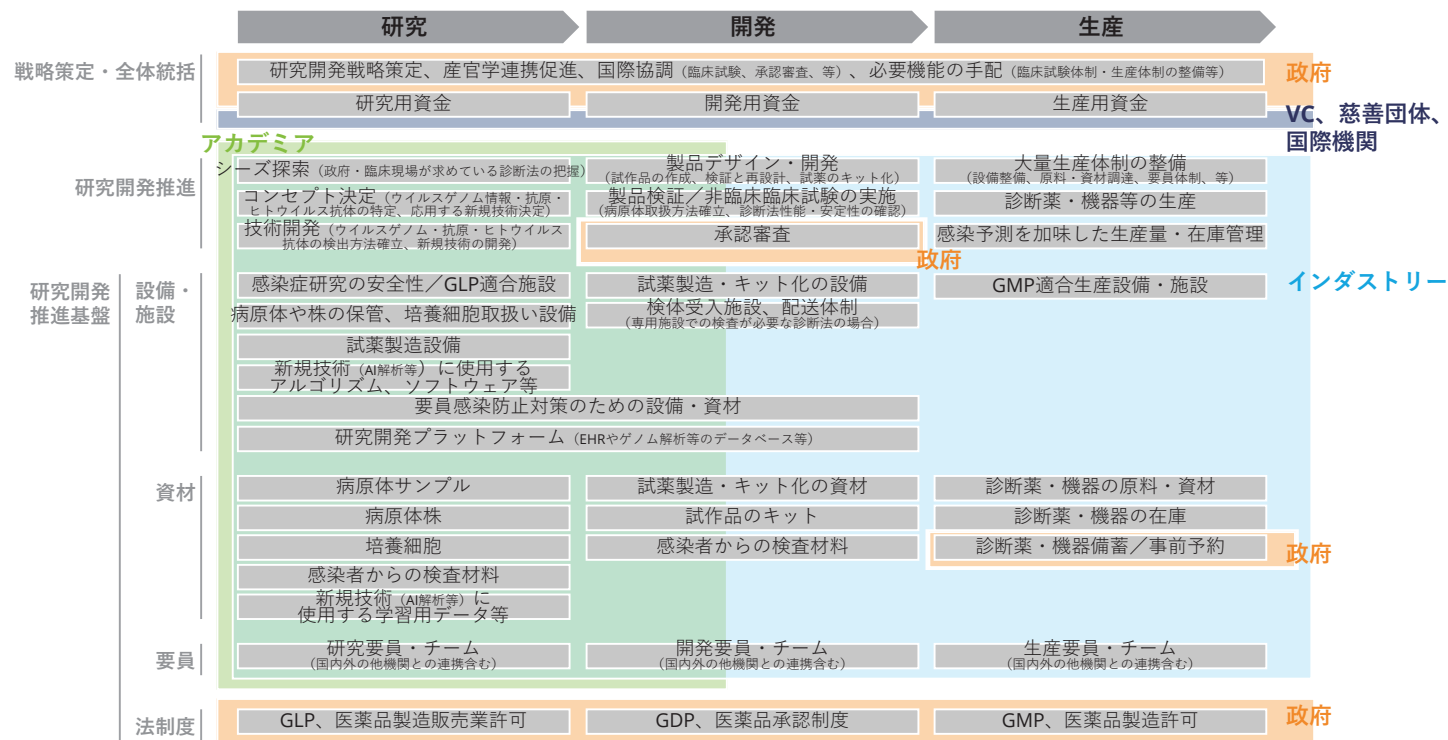 研究
開発
生産
戦略策定・全体統括
研究開発戦略策定、産官学連携促進、国際協調（臨床試験、承認審査、等）、必要機能の手配（臨床試験体制・生産体制の整備等）
政府
研究用資金
開発用資金
生産用資金
VC、慈善団体、
国際機関
アカデミア
研究開発推進
シーズ探索（政府・臨床現場が求めている診断法の把握）
製品デザイン・開発
（試作品の作成、検証と再設計、試薬のキット化）
大量生産体制の整備
（設備整備、原料・資材調達、要員体制、等）
コンセプト決定（ウイルスゲノム情報・抗原・
ヒトウイルス抗体の特定、応用する新規技術決定）
製品検証／非臨床臨床試験の実施
（病原体取扱方法確立、診断法性能・安定性の確認）
診断薬・機器等の生産
技術開発（ウイルスゲノム・抗原・ヒトウイルス
抗体の検出方法確立、新規技術の開発）
承認審査
感染予測を加味した生産量・在庫管理
政府
インダストリー
研究開発
推進基盤
設備・
施設
感染症研究の安全性／GLP適合施設
試薬製造・キット化の設備
GMP適合生産設備・施設
病原体や株の保管、培養細胞取扱い設備
検体受入施設、配送体制
（専用施設での検査が必要な診断法の場合）
試薬製造設備
新規技術（AI解析等）に使用する
アルゴリズム、ソフトウェア等
要員感染防止対策のための設備・資材
研究開発プラットフォーム（EHRやゲノム解析等のデータベース等）
資材
病原体サンプル
試薬製造・キット化の資材
診断薬・機器の原料・資材
病原体株
試作品のキット
診断薬・機器の在庫
培養細胞
感染者からの検査材料
診断薬・機器備蓄／事前予約
政府
感染者からの検査材料
新規技術（AI解析等）に
使用する学習用データ等
要員
研究要員・チーム
（国内外の他機関との連携含む）
開発要員・チーム
（国内外の他機関との連携含む）
生産要員・チーム
（国内外の他機関との連携含む）
法制度
GLP、医薬品製造販売業許可
GDP、医薬品承認制度
GMP、医薬品製造許可
政府